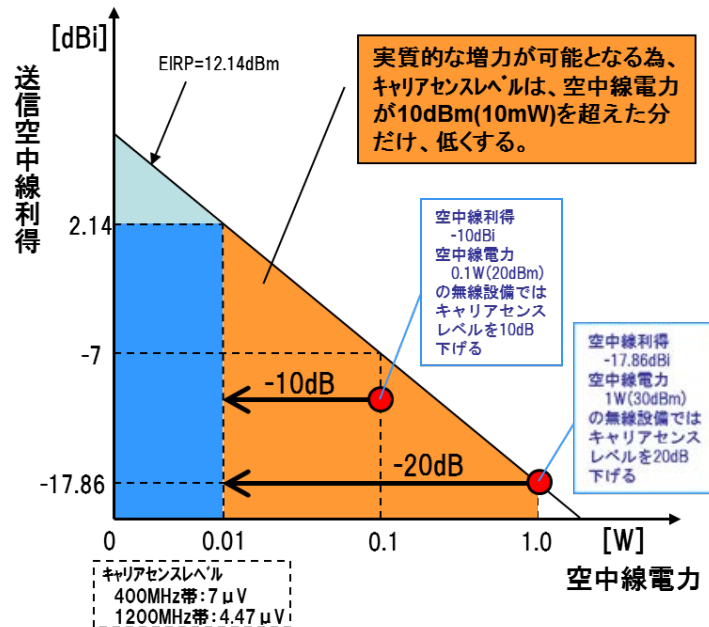 [dBi]
送信空中線利得
EIRP=12.14dBm
実質的な増力が可能となる為、
キャリアセンスレベルは、空中線電力
が10dBm(10mW)を超えた分
だけ、低くする。
2.14
-7
-17.86
空中線利得
-10dBi
空中線電力
0.1W(20dBm)
の無線設備では
キャリアセンス
レベルを10dB
下げる
空中線利得
-17.86dBi
空中線電力
1W(30dBm)
の無線設備では
キャリアセンス
レベルを20dB
下げる
-10dB
-20dB
0
0.01
0.1
1.0
[W]
空中線電力
キャリアセンスレベル
400MHz帯:7μV
1200MHz帯:4.47μV